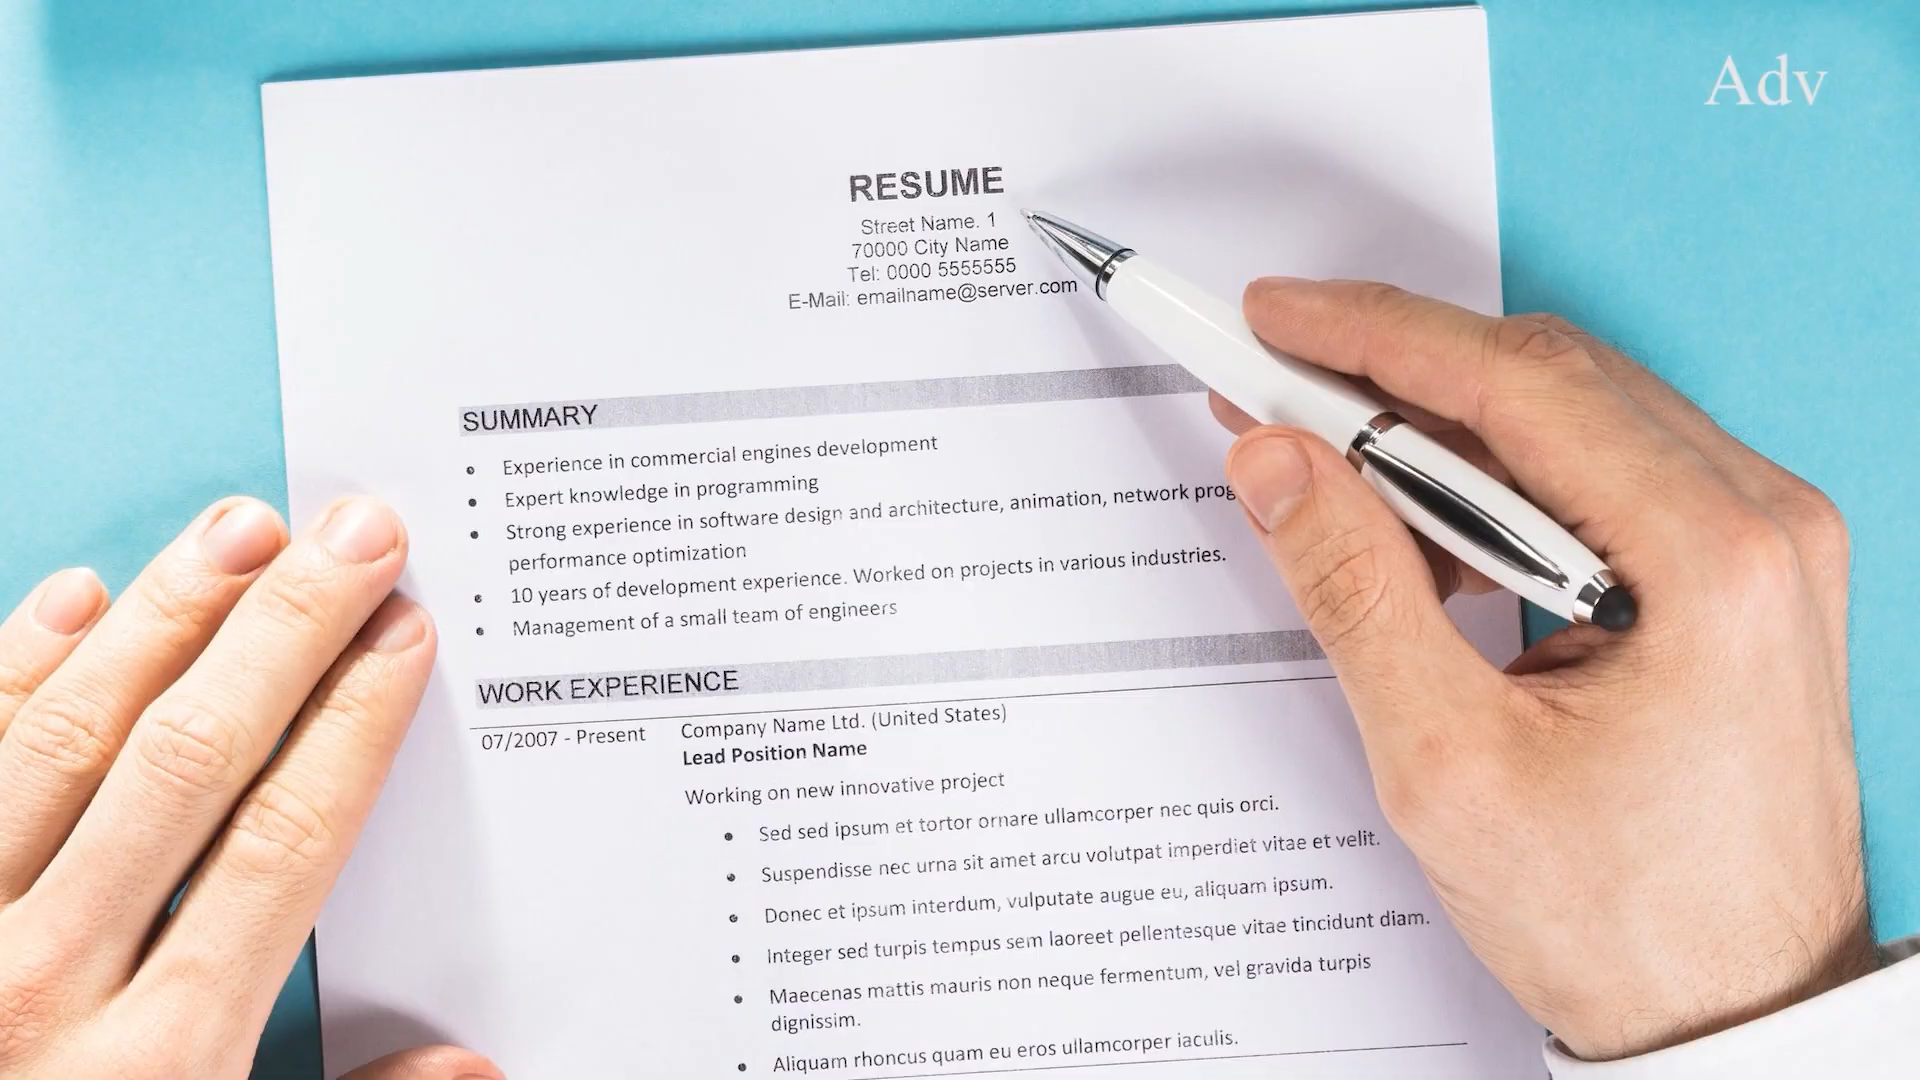 Adv
RESUME
Street Name. 1
70000 City Name
Tel: 0000 5555555
E-Mail: emailname@server.com
SUMMARY
Experience in commercial engines development
Expert knowledge in programming
Strong experience in software design and architecture, animation, network
performance optimization
10 years of development experience. Worked on projects in various industries.
Management of a small team of engineers
WORK EXPERIENCE
07/2007 - Present Company Name Ltd. (United States)
Lead Position Name
Working on new innovative project
Sed sed ipsum et tortor ornare ullamcorper nec quis orci.
Suspendisse nec urna sit amet arcu volutpat imperdiet vitae et velit.
Donec et ipsum interdum, vulputate augue eu, aliquam ipsum.
Integer sed turpis tempus sem laoreet pellentesque vitae tincidunt diam.
Maecenas mattis mauris non neque fermentum, vel gravida turpis
dignissim.
Aliquam rhoncus quam eu eros ullamcorper iaculis.